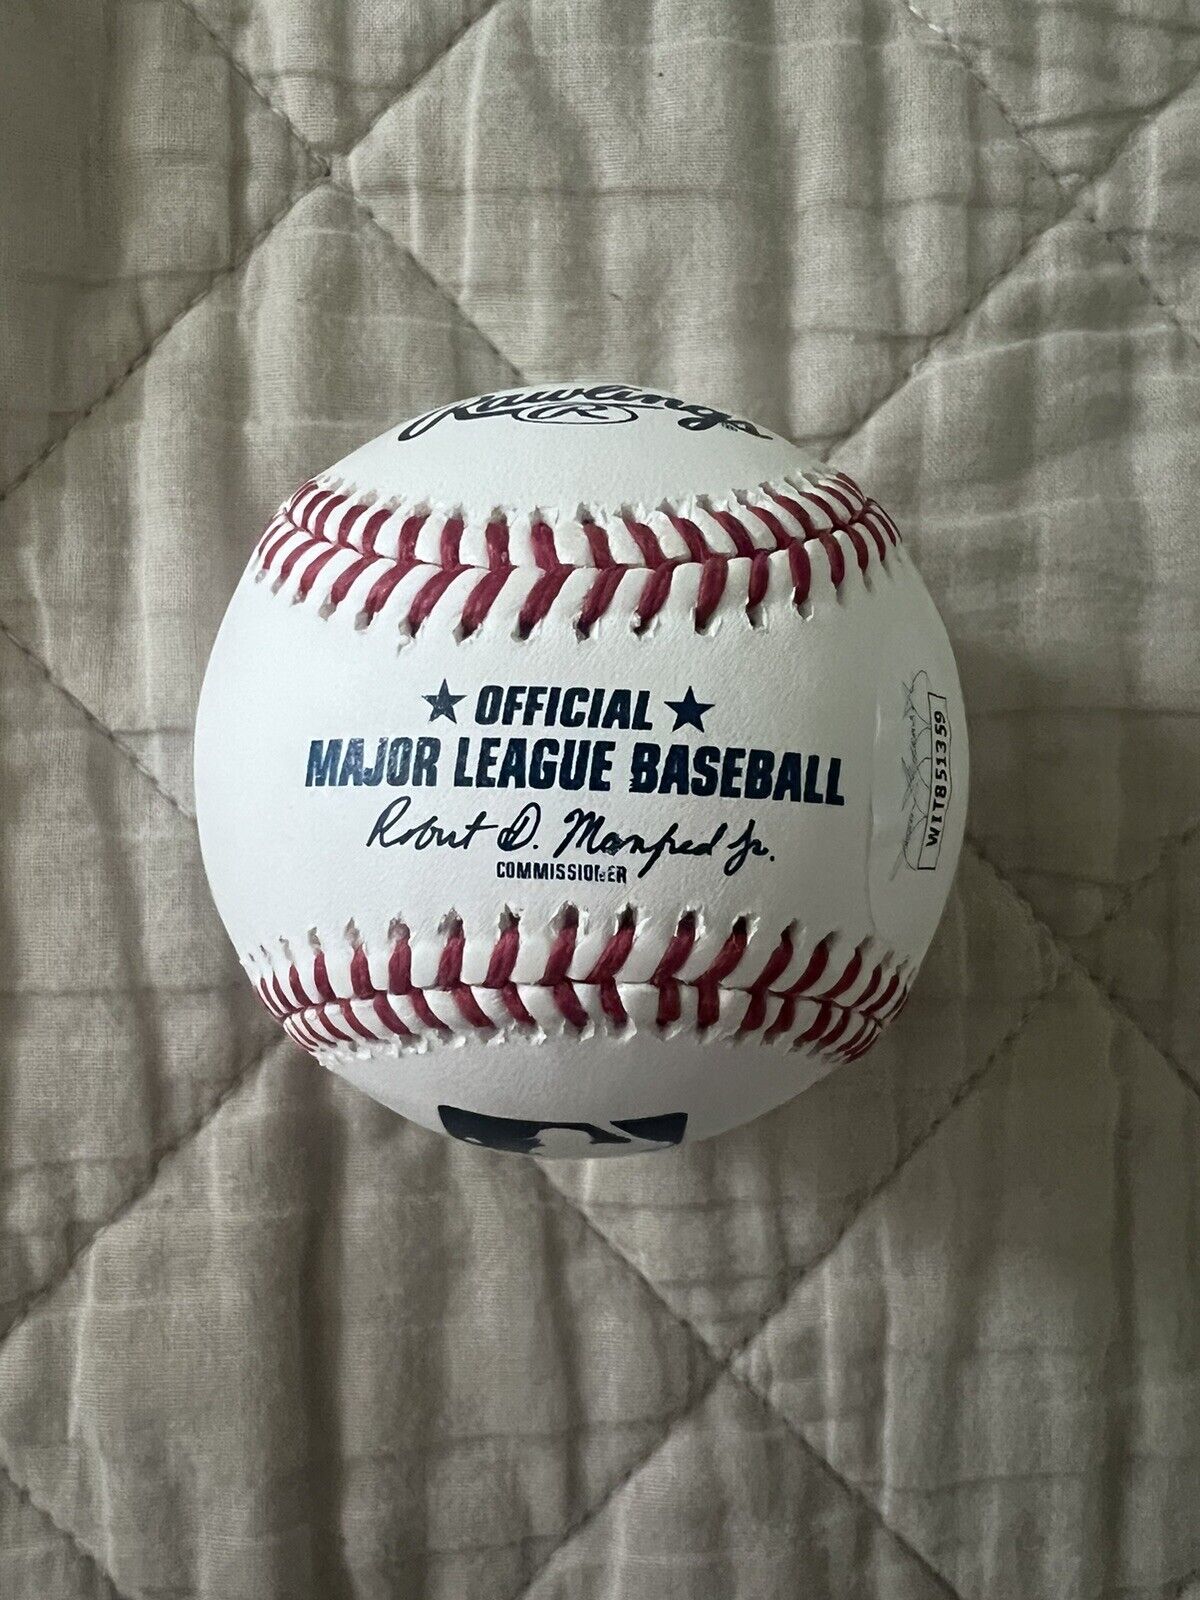 Rawlings
R
OFFICIAL
MAJOR LEAGUE BASEBALL
Robert D. Manfred Jr.
COMMISSIONER
WIT851359